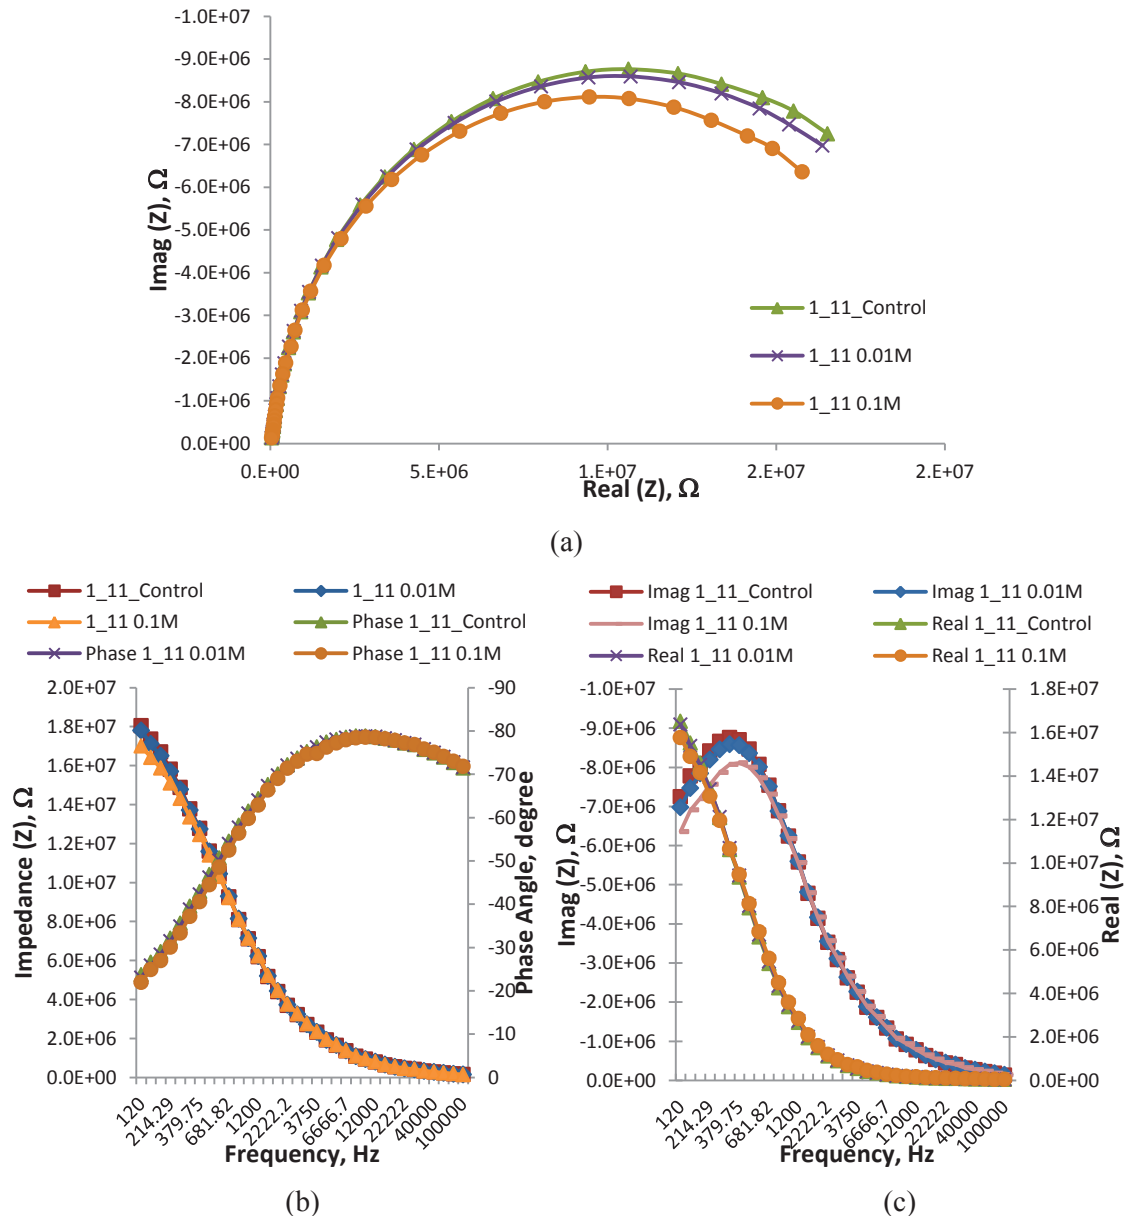 -1.0E+07
-9.0E+06
-8.0E+06
-7.0E+06
-6.0E+06
-5.0E+06
-4.0E+06
-3.0E+06
-2.0E+06
-1.0E+06
0.0E+00
Imag (Z), Ω
1_11_Control
1_11 0.01M
1_11 0.1M
0.E+00 5.E+06 1.E+07 2.E+07 2.E+07
Real (Z), Ω
(a)
1_11_Control 1_11 0.01M
1_11 0.1M Phase 1_11_Control
Phase 1_11 0.01M Phase 1_11 0.1M
2.0E+07
1.8E+07
1.6E+07
1.4E+07
1.2E+07
1.0E+07
8.0E+06
6.0E+06
4.0E+06
2.0E+06
0.0E+00
Impedance (Z), Ω
-90
-80
-70
-60
-50
-40
-30
-20
-10
0
Phase Angle, degree
120 214.29 379.75 681.82 1200 2222.2 3750 6666.7 12000 22222 40000 100000
Frequency, Hz
(b)
Imag 1_11_Control Imag 1_11 0.01M
Imag 1_11 0.1M Real 1_11_Control
Real 1_11 0.01M Real 1_11 0.1M
-1.0E+07
-9.0E+06
-8.0E+06
-7.0E+06
-6.0E+06
-5.0E+06
-4.0E+06
-3.0E+06
-2.0E+06
-1.0E+06
0.0E+00
Imag (Z), Ω
1.8E+07
1.6E+07
1.4E+07
1.2E+07
1.0E+07
8.0E+06
6.0E+06
4.0E+06
2.0E+06
0.0E+00
Real (Z), Ω
120 214.29 379.75 681.82 1200 2222.2 3750 6666.7 12000 22222 40000 100000
Frequency, Hz
(c)